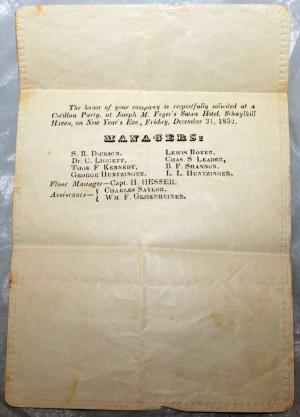 The honor of your company is respectfully solicited at a
Cotillon Party, at Joseph M. Feger's Swan Hotel, Schuylkill
Haven, on New Year's Eve, Friday, December 31, 1852.
MANAGERS:
S. R. DICKSON, LEWIS ROYER,
DR. C. LIGGETT, CHAS. S LEADER,
THOS F KENNEDY, B. F. SHANNON,
GEORGE HUNTZINGER, L. L. HUNTZINGER,
Floor Manager—CAPT. H. HESSER.
Assistants— { CHARLES SAYLOR,
WM F.